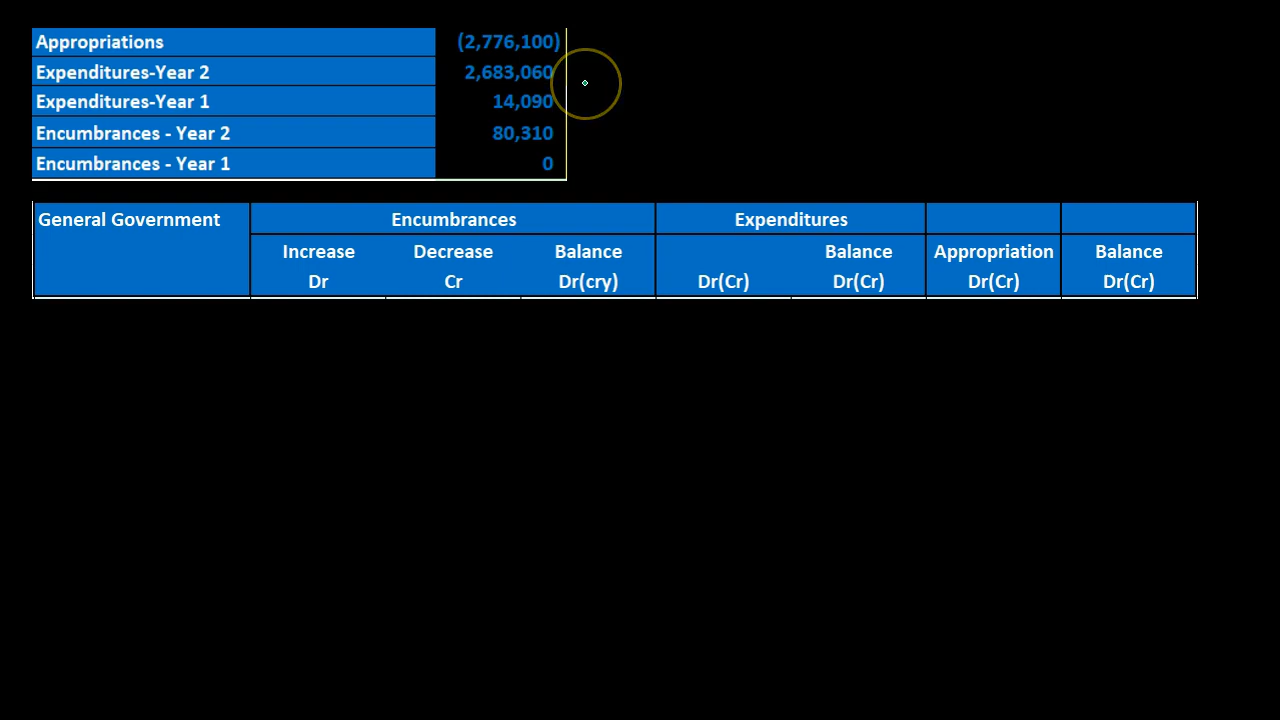 Appropriations (2,776,100)
Expenditures-Year 2 2,683,060
Expenditures-Year 1 14,090
Encumbrances - Year 2 80,310
Encumbrances - Year 1 0
General Government Encumbrances Expenditures
Increase Decrease Balance Balance Appropriation Balance
Dr Cr Dr(cry) Dr(Cr) Dr(Cr) Dr(Cr) Dr(Cr)